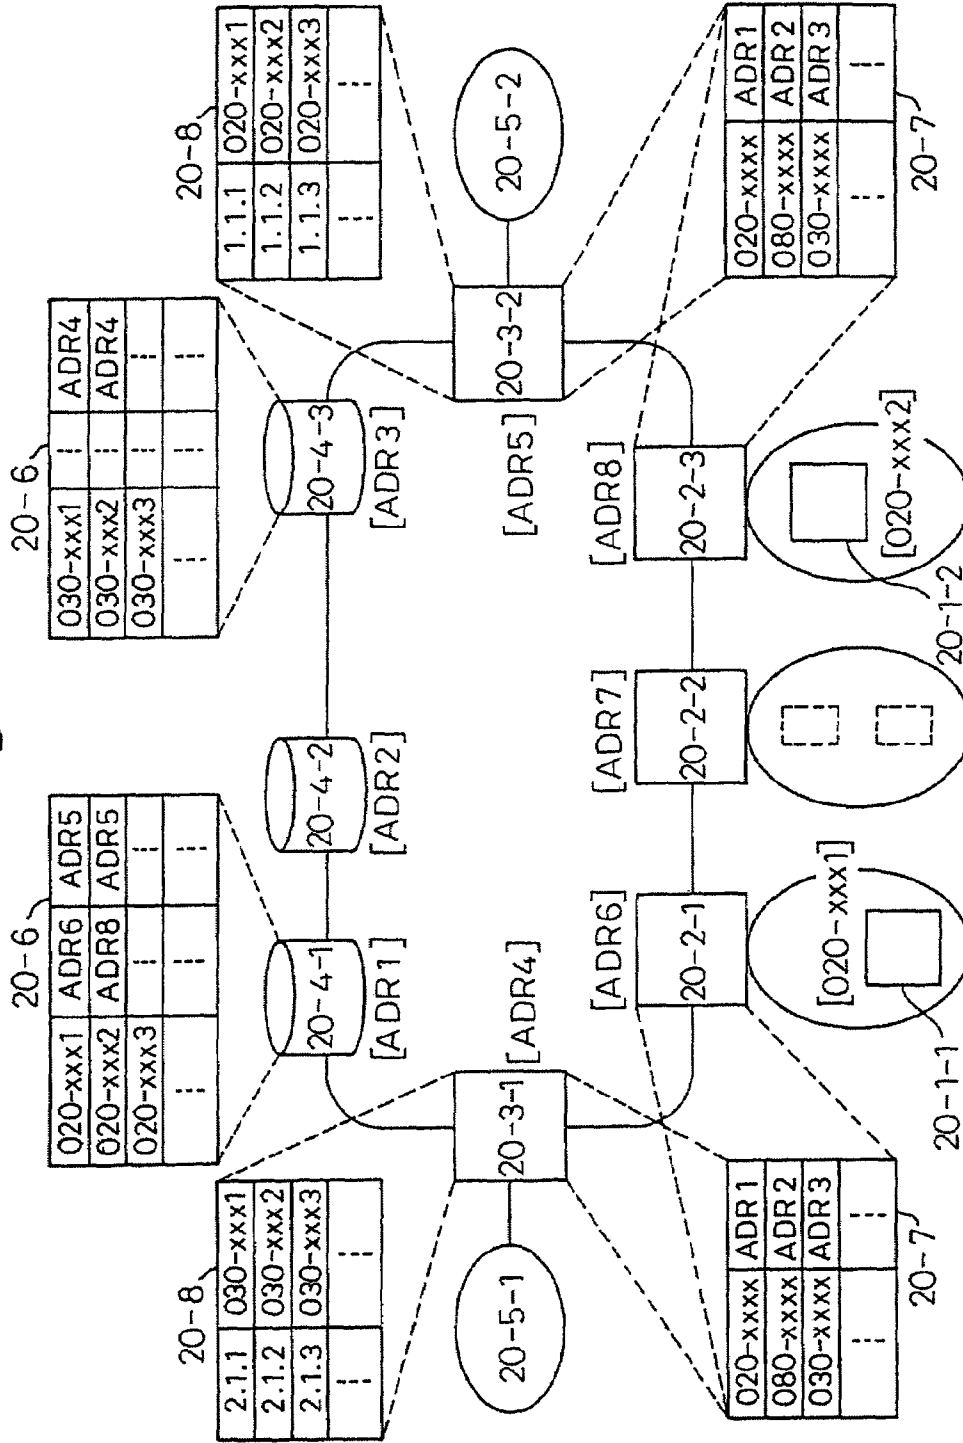 20-6
020-xxx1 ADR6 ADR5
020-xxx2 ADR8 ADR5
020-xxx3
20-6
030-xxx1 ADR4
030-xxx2 ADR4
030-xxx3
20-8
2.1.1 030-xxx1
2.1.2 030-xxx2
2.1.3 030-xxx3
20-8
1.1.1 020-xxx1
1.1.2 020-xxx2
1.1.3 020-xxx3
20-4-1
[ADR1]
20-4-2
[ADR2]
20-4-3
[ADR3]
20-5-1
20-3-1
[ADR4]
[ADR5]
20-3-2
20-5-2
[ADR6]
20-2-1
[ADR7]
20-2-2
[ADR8]
20-2-3
020-xxxx ADR1
080-xxxx ADR2
030-xxxx ADR3
20-7
020-xxxx ADR1
080-xxxx ADR2
030-xxxx ADR3
20-7
[020-xxx1]
20-1-1
[020-xxx2]
20-1-2